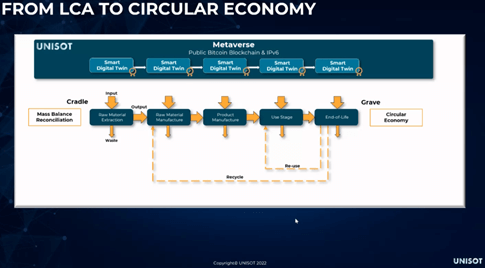 FROM LCA TO CIRCULAR ECONOMY
UNISOT
Metaverse
Public Bitcoin Blockchain & IPv6
Smart
Digital Twin
Smart
Digital Twin
Smart
Digital Twin
Smart
Digital Twin
Smart
Digital Twin
Cradle
Input
Output
Grave
Mass Balance
Reconciliation
Raw Material
Extraction
Raw Material
Manufacture
Product
Manufacture
Use Stage
End-of-Life
Circular
Economy
Waste
Re-use
Recycle
Copyright© UNISOT 2022
UNISOT